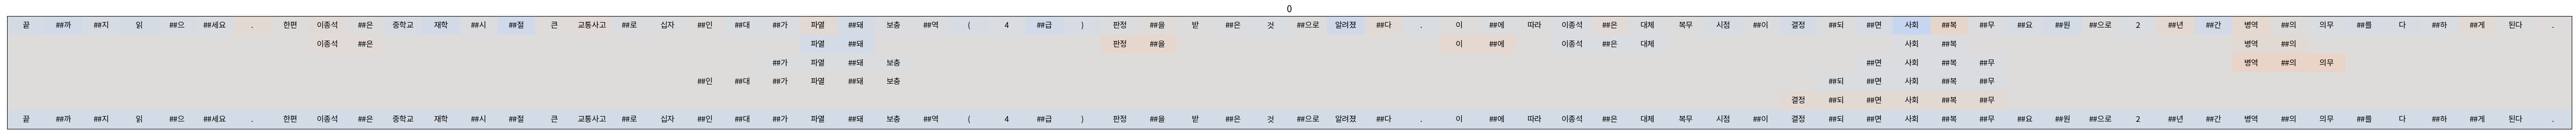 0
끝 ##까 ##지 읽 ##으 ##세요 . 한편 이종석 ##은 중학교 재학 ##시 ##절 큰 교통사고 ##로 십자 ##인 ##대 ##가 파열 ##돼 보충 ##역 ( 4 ##급 ) 판정 ##을 받 ##은 것 ##으로 알려졌 ##다 . 이 ##에 따라 이종석 ##은 대체 복무 시점 ##이 결정 ##되 ##면 사회 ##복 ##무 ##요 ##원 ##으로 2 ##년 ##간 병역 ##의 의무 ##를 다 ##하 ##게 된다 .
이종석 ##은 파열 ##돼 판정 ##을 이 ##에 이종석 ##은 대체 사회 ##복 병역 ##의
##가 파열 ##돼 보충 ##면 사회 ##복 ##무 병역 ##의 의무
##인 ##대 ##가 파열 ##돼 보충 ##되 ##면 사회 ##복 ##무
결정 ##되 ##면 사회 ##복 ##무
끝 ##까 ##지 읽 ##으 ##세요 . 한편 이종석 ##은 중학교 재학 ##시 ##절 큰 교통사고 ##로 십자 ##인 ##대 ##가 파열 ##돼 보충 ##역 ( 4 ##급 ) 판정 ##을 받 ##은 것 ##으로 알려졌 ##다 . 이 ##에 따라 이종석 ##은 대체 복무 시점 ##이 결정 ##되 ##면 사회 ##복 ##무 ##요 ##원 ##으로 2 ##년 ##간 병역 ##의 의무 ##를 다 ##하 ##게 된다 .